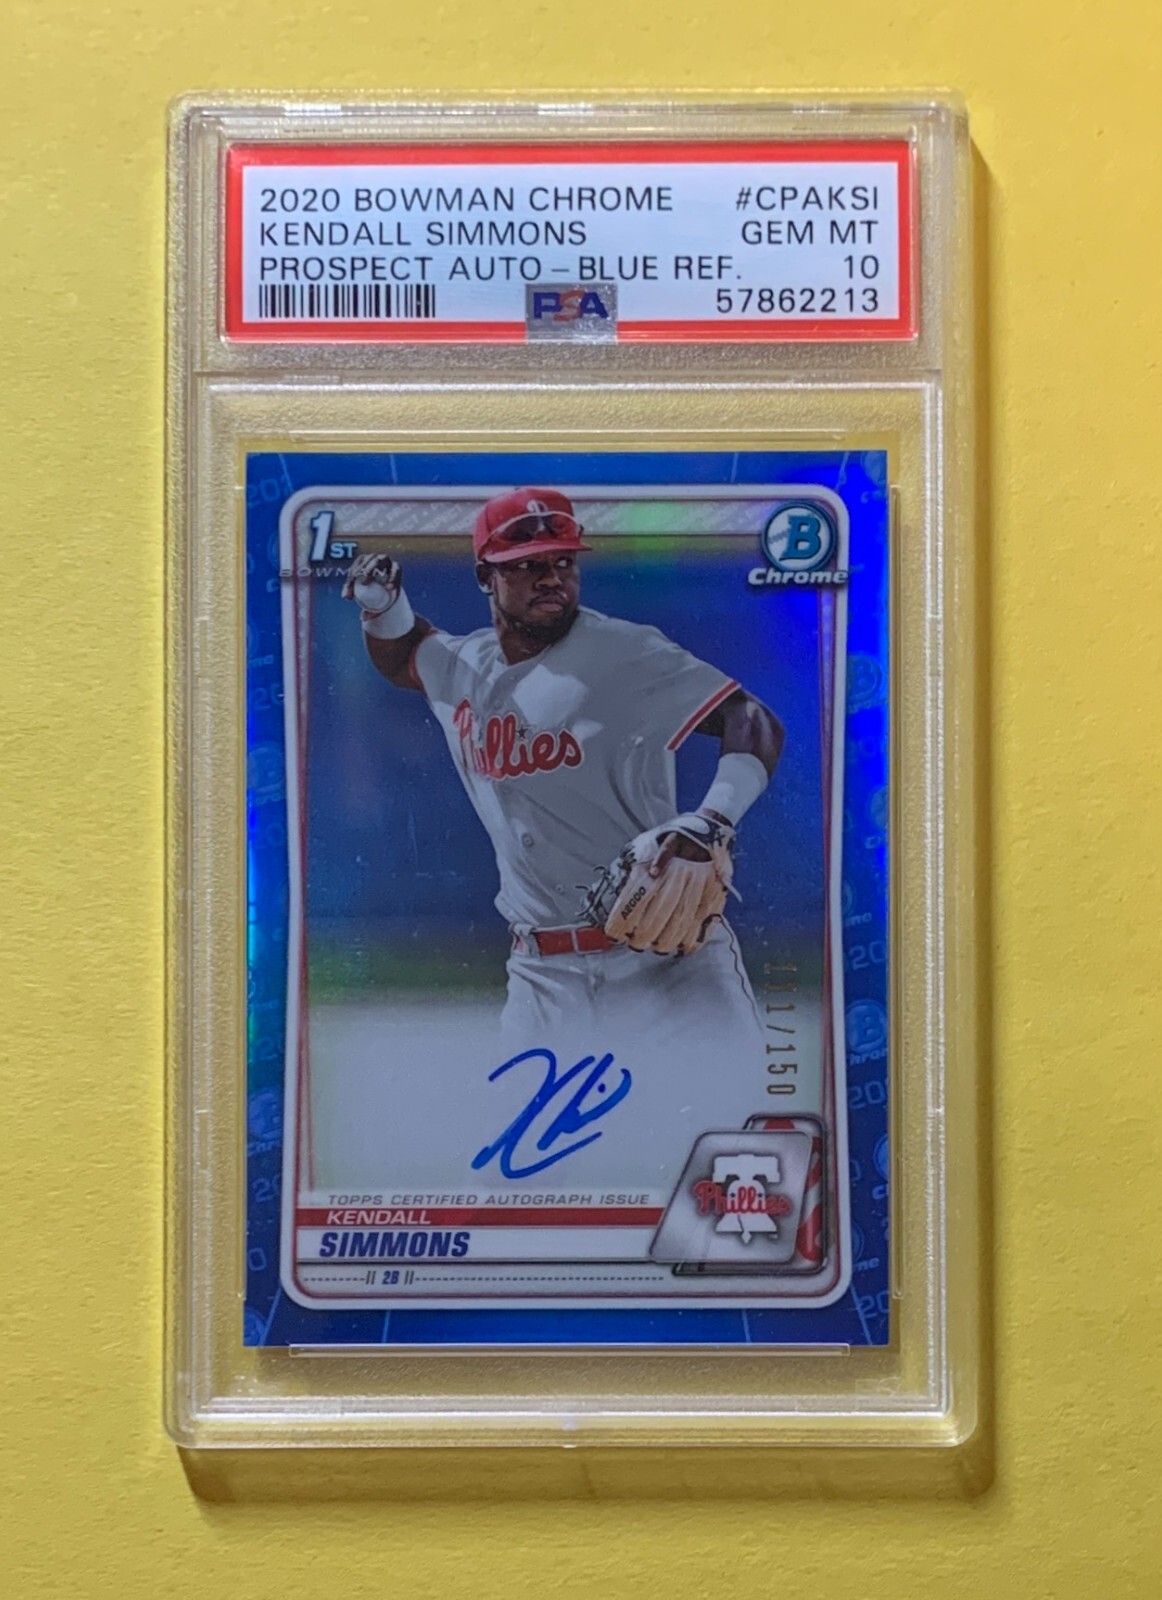 2020 BOWMAN CHROME #CPAKSI
KENDALL SIMMONS GEM MT
PROSPECT AUTO - BLUE REF. 10
PSA 57862213
1ST
BOWMAN
B
Chrome
Phillies
A2000
/150
TOPPS CERTIFIED AUTOGRAPH ISSUE
KENDALL
SIMMONS
Phillies
2B